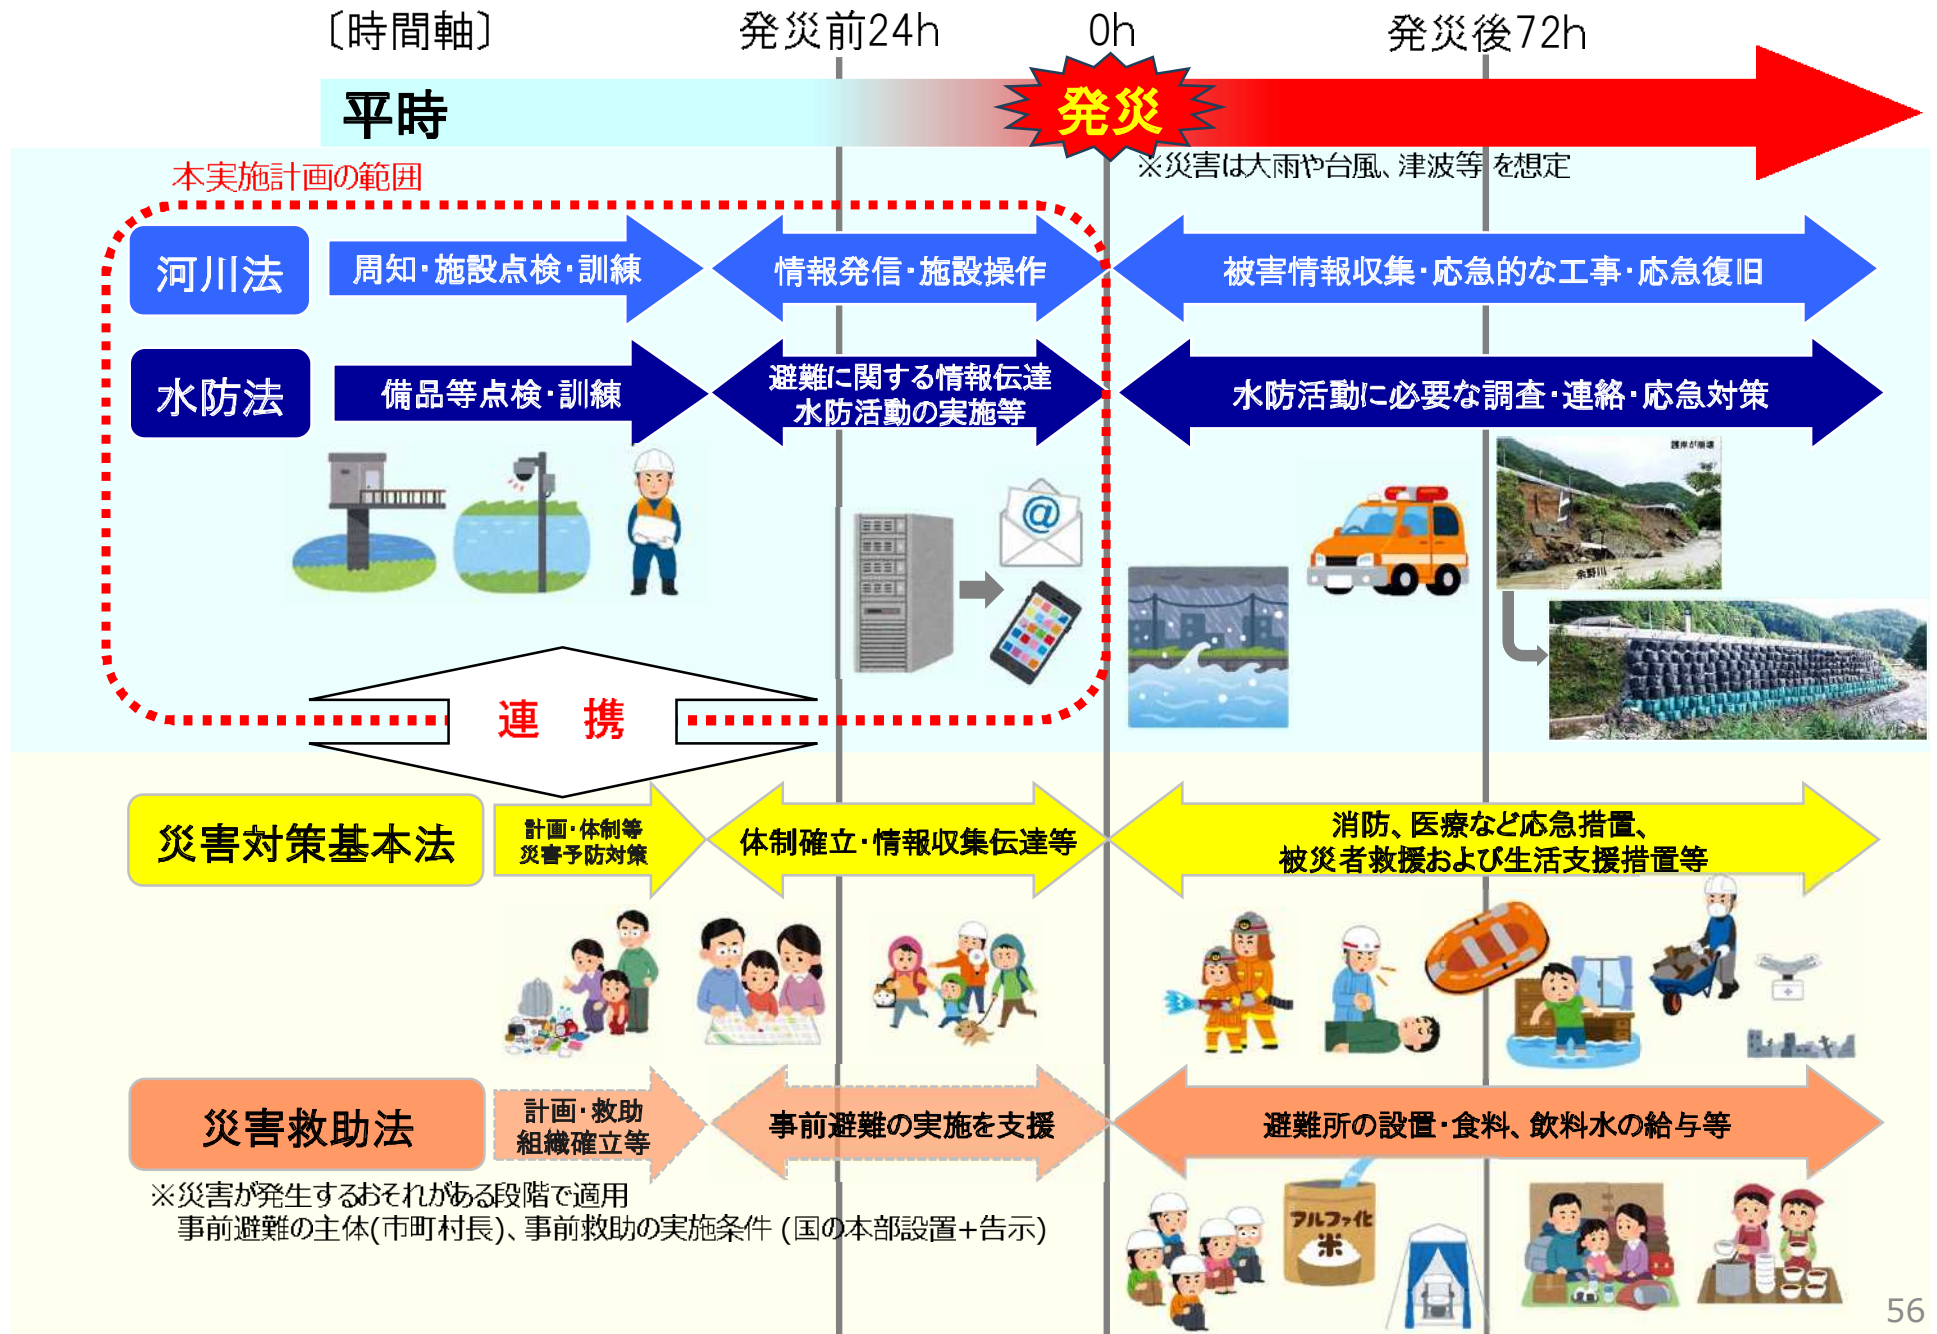 〔時間軸〕
発災前24h
0h
発災後72h
平時
発災
本実施計画の範囲
※災害は大雨や台風、津波等 を想定
河川法
周知・施設点検・訓練
情報発信・施設操作
被害情報収集・応急的な工事・応急復旧
水防法
備品等点検・訓練
避難に関する情報伝達
水防活動の実施等
水防活動に必要な調査・連絡・応急対策
@
護岸が崩壊
余野川
連 携
災害対策基本法
計画・体制等
災害予防対策
体制確立・情報収集伝達等
消防、医療など応急措置、
被災者救援および生活支援措置等
災害救助法
計画・救助
組織確立等
事前避難の実施を支援
避難所の設置・食料、飲料水の給与等
※災害が発生するおそれがある段階で適用
事前避難の主体(市町村長)、事前救助の実施条件 (国の本部設置+告示)
アルファ化
米
56